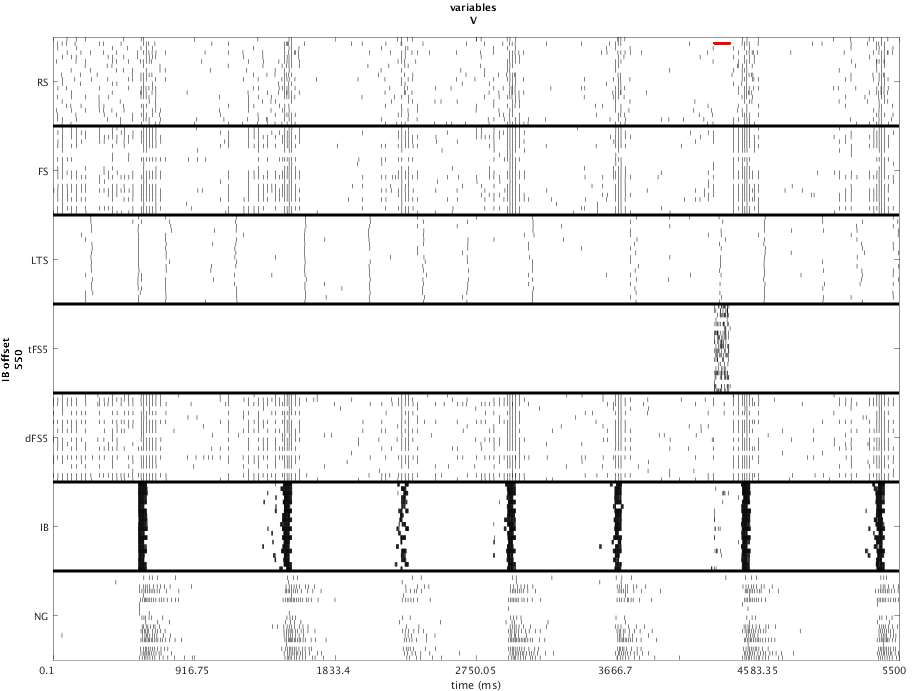 variables
V
RS
FS
LTS
tFS5
dFS5
IB
NG
IB offset
550
0.1 916.75 1833.4 2750.05 3666.7 4583.35 5500
time (ms)